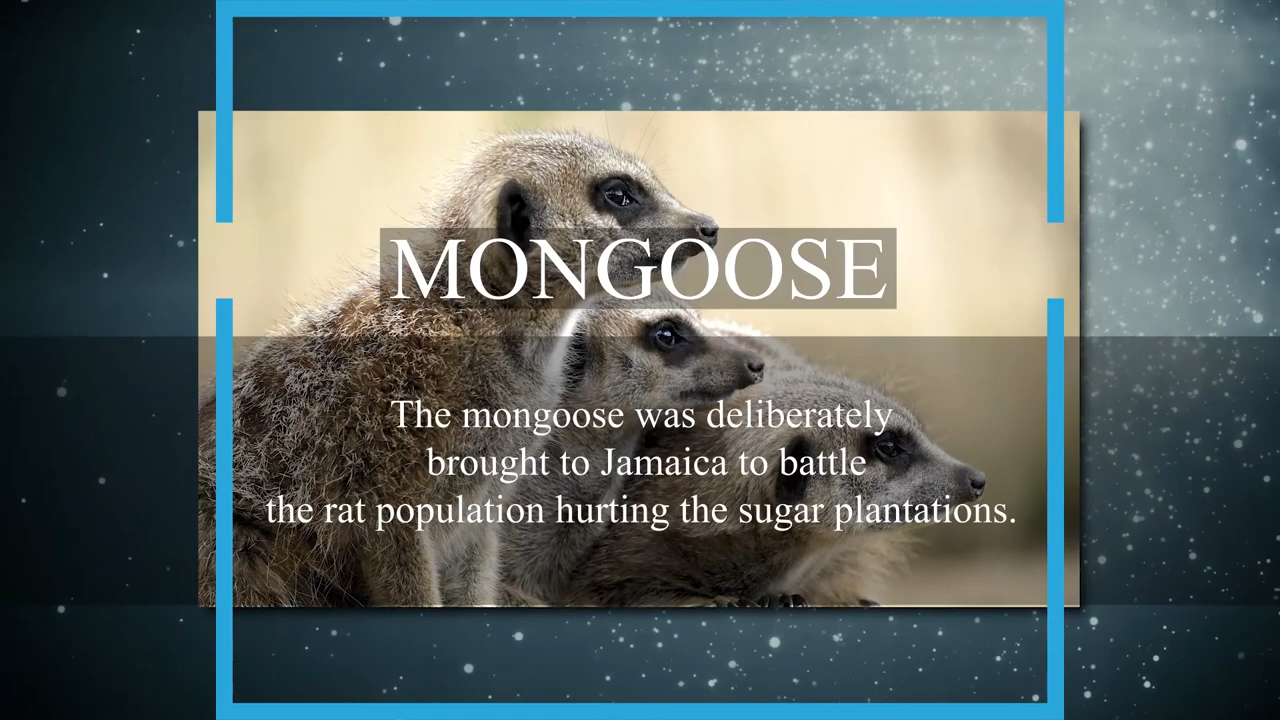 MONGOOSE
The mongoose was deliberately
brought to Jamaica to battle
the rat population hurting the sugar plantations.